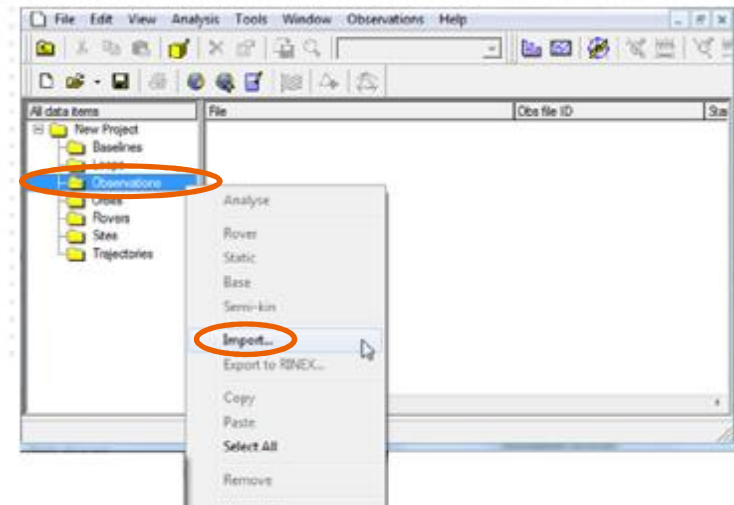 File Edit View Analysis Tools Window Observations Help
All data items File Obs file ID
New Project
Baselines
Loops
Observations
Orbits
Rovers
Sites
Trajectories
Analyse
Rover
Static
Base
Semi-kin
Import...
Export to RINEX...
Copy
Paste
Select All
Remove